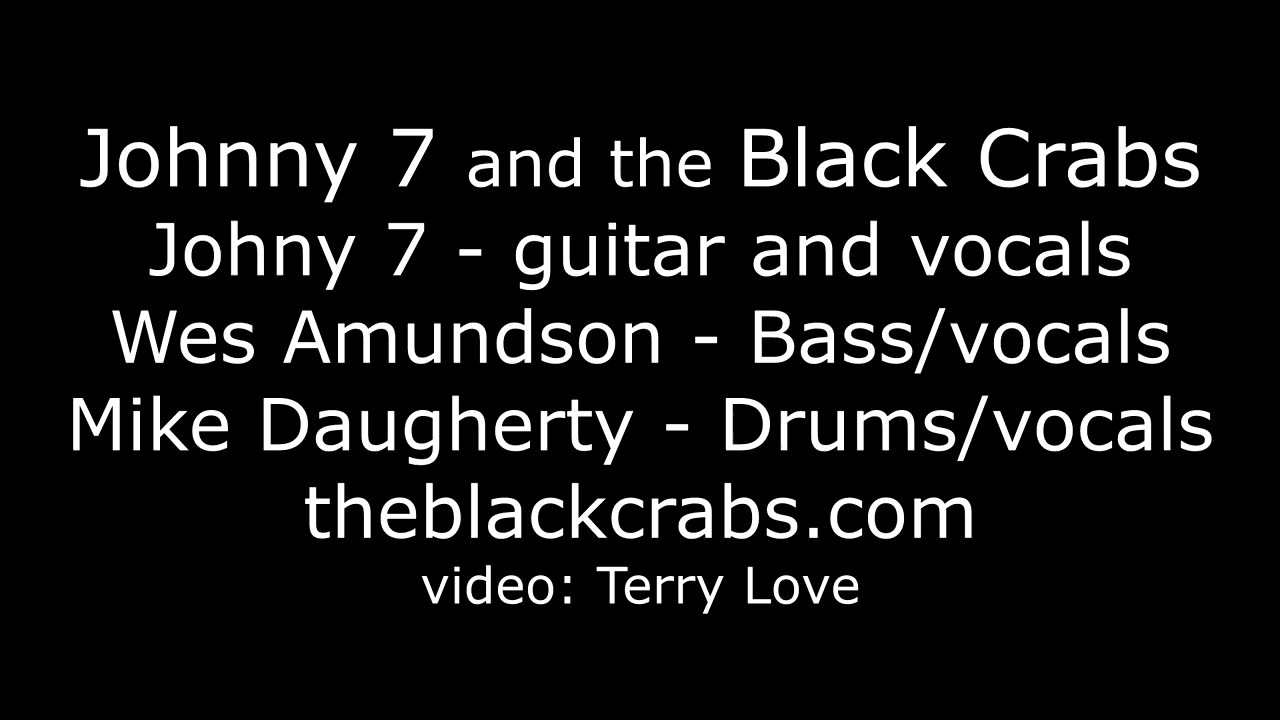 Johnny 7 and the Black Crabs
Johny 7 - guitar and vocals
Wes Amundson - Bass/vocals
Mike Daugherty - Drums/vocals
theblackcrabs.com
video: Terry Love